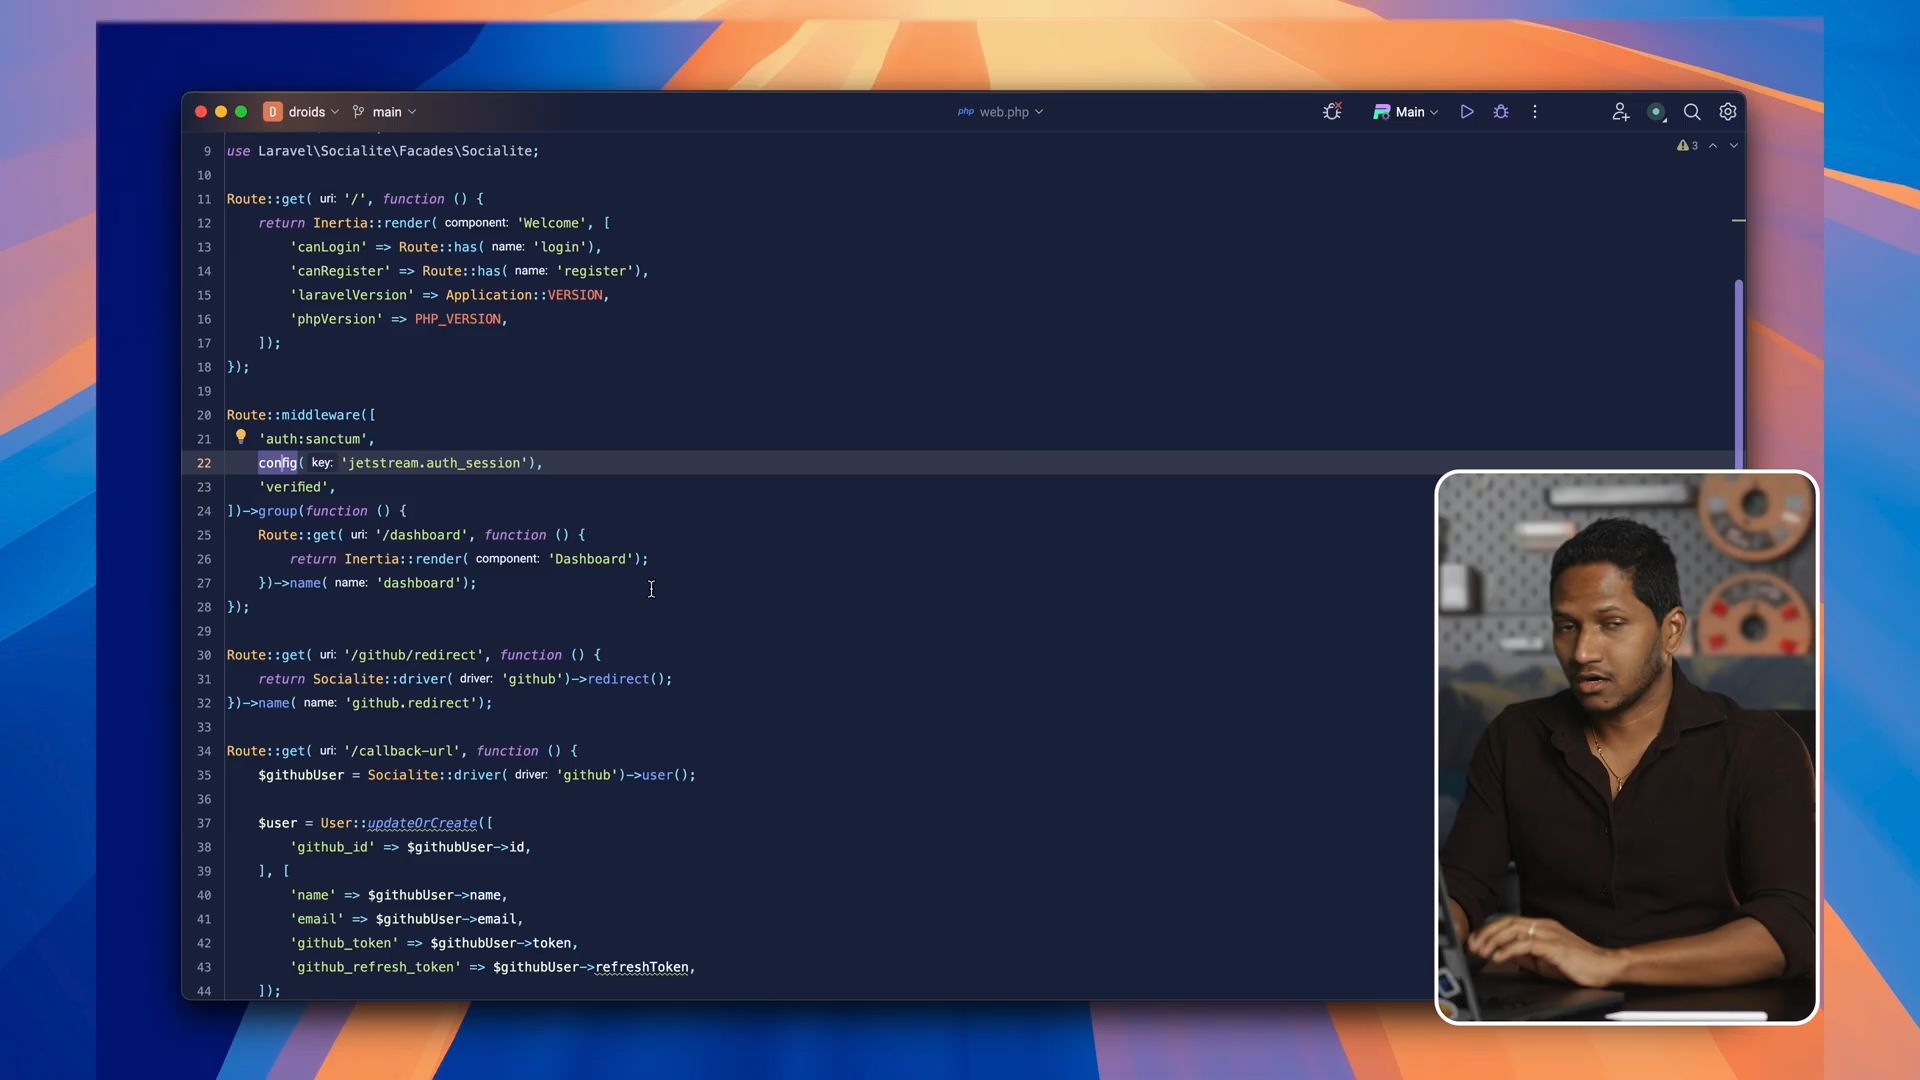 D droids main
php web.php
Main
3
9 use Laravel\Socialite\Facades\Socialite;
10
11 Route::get( uri: '/', function () {
12 return Inertia::render( component: 'Welcome', [
13 'canLogin' => Route::has( name: 'login'),
14 'canRegister' => Route::has( name: 'register'),
15 'laravelVersion' => Application::VERSION,
16 'phpVersion' => PHP_VERSION,
17 ]);
18 });
19
20 Route::middleware([
21 'auth:sanctum',
22 config( key: 'jetstream.auth_session'),
23 'verified',
24 ])->group(function () {
25 Route::get( uri: '/dashboard', function () {
26 return Inertia::render( component: 'Dashboard');
27 })->name( name: 'dashboard');
28 });
29
30 Route::get( uri: '/github/redirect', function () {
31 return Socialite::driver( driver: 'github')->redirect();
32 })->name( name: 'github.redirect');
33
34 Route::get( uri: '/callback-url', function () {
35 $githubUser = Socialite::driver( driver: 'github')->user();
36
37 $user = User::updateOrCreate([
38 'github_id' => $githubUser->id,
39 ], [
40 'name' => $githubUser->name,
41 'email' => $githubUser->email,
42 'github_token' => $githubUser->token,
43 'github_refresh_token' => $githubUser->refreshToken,
44 ]);